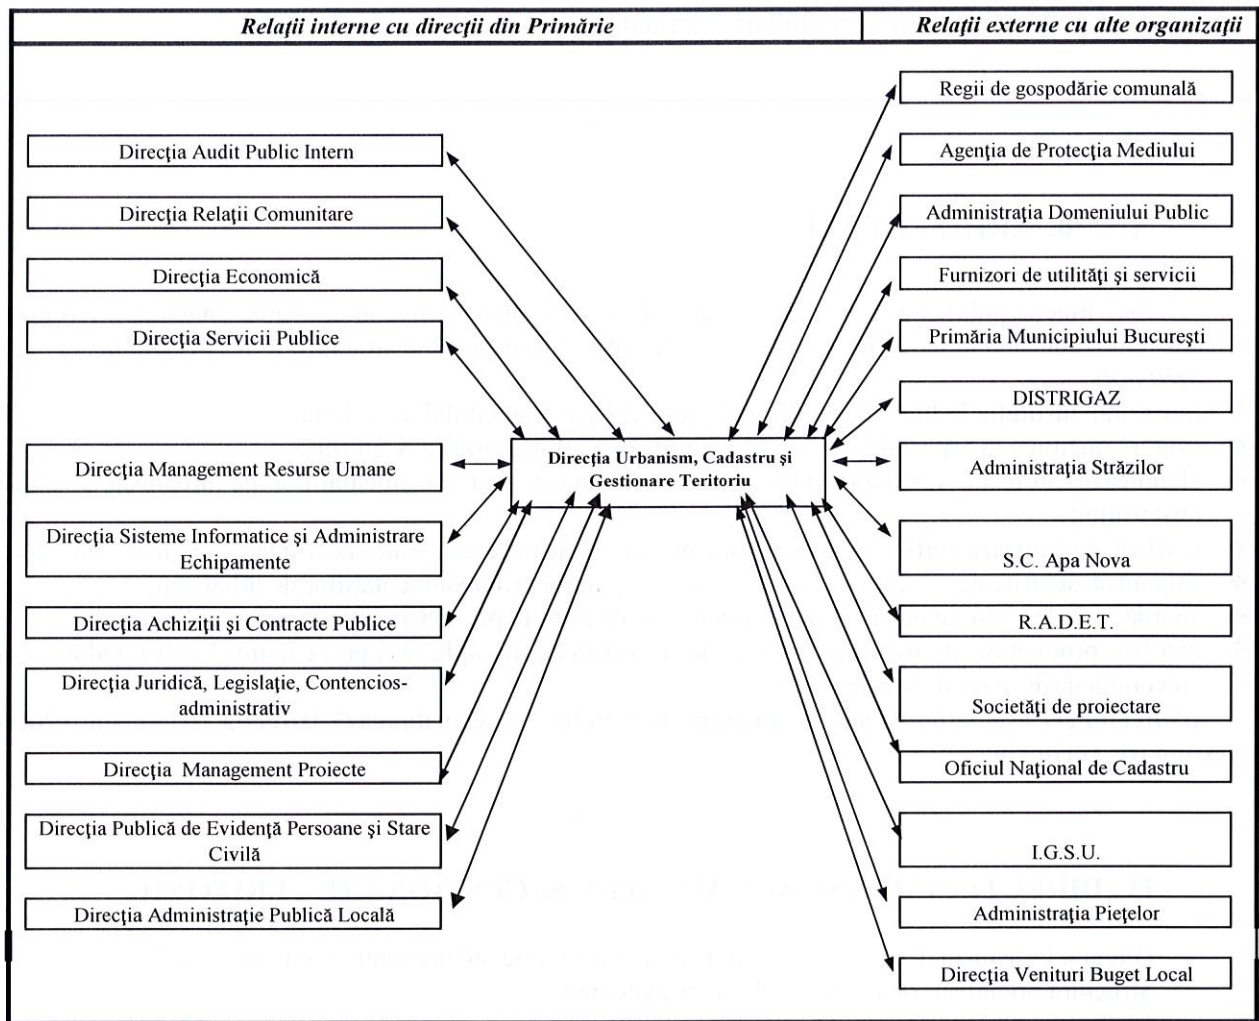 Relaţii interne cu direcţii din Primărie
Relaţii externe cu alte organizaţii
Direcţia Audit Public Intern
Direcţia Relaţii Comunitare
Direcţia Economică
Direcţia Servicii Publice
Direcţia Management Resurse Umane
Direcţia Sisteme Informatice şi Administrare
Echipamente
Direcţia Achiziţii şi Contracte Publice
Direcţia Juridică, Legislaţie, Contencios-
administrativ
Direcţia Management Proiecte
Direcţia Publică de Evidenţă Persoane şi Stare
Civilă
Direcţia Administraţie Publică Locală
Direcţia Urbanism, Cadastru şi
Gestionare Teritoriu
Regii de gospodărie comunală
Agenţia de Protecţia Mediului
Administraţia Domeniului Public
Furnizori de utilităţi şi servicii
Primăria Municipiului Bucureşti
DISTRIGAZ
Administraţia Străzilor
S.C. Apa Nova
R.A.D.E.T.
Societăţi de proiectare
Oficiul Naţional de Cadastru
I.G.S.U.
Administraţia Pieţelor
Direcţia Venituri Buget Local